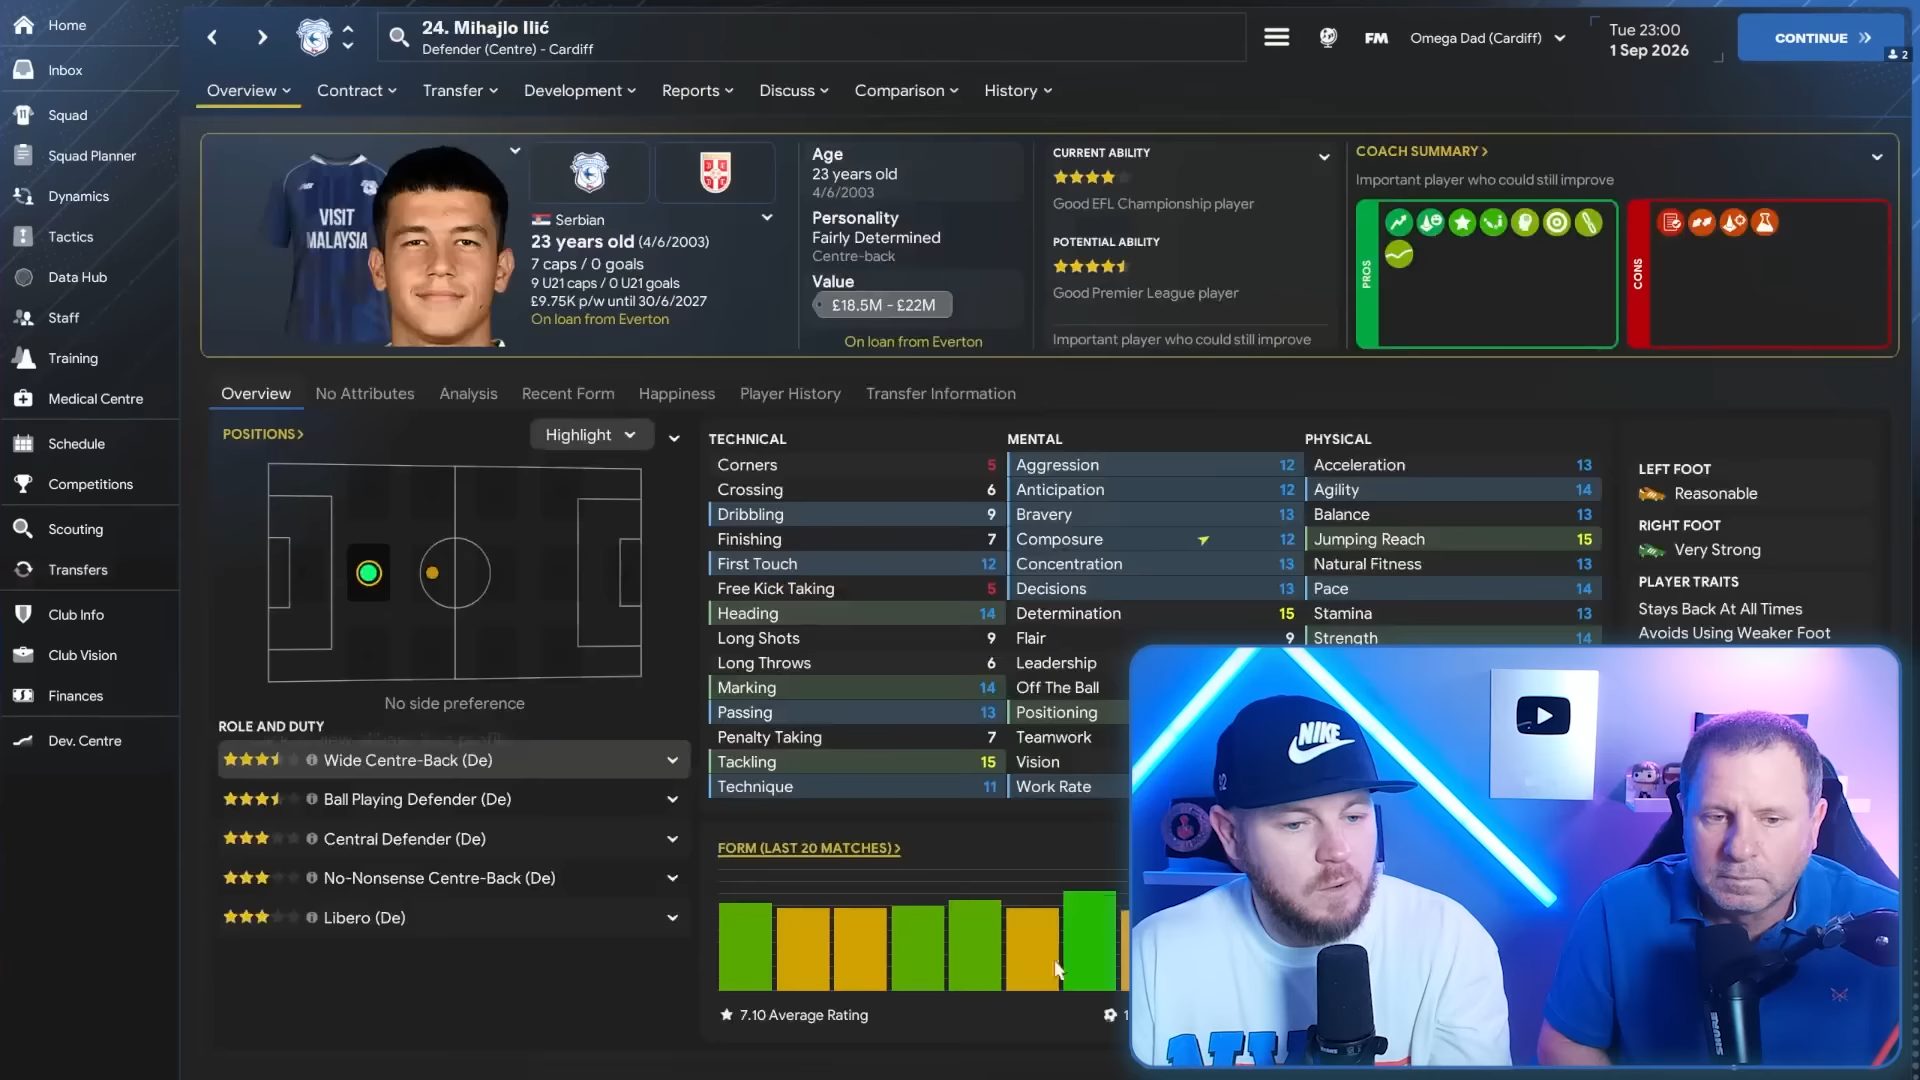 Home
Inbox
Squad
Squad Planner
Dynamics
Tactics
Data Hub
Staff
Training
Medical Centre
Schedule
Competitions
Scouting
Transfers
Club Info
Club Vision
Finances
Dev. Centre
24. Mihajlo Ilić
Defender (Centre) - Cardiff
FM
Omega Dad (Cardiff)
Tue 23:00
1 Sep 2026
CONTINUE
2
Overview
Contract
Transfer
Development
Reports
Discuss
Comparison
History
VISIT
MALAYSIA
Serbian
23 years old (4/6/2003)
7 caps / 0 goals
9 U21 caps / 0 U21 goals
£9.75K p/w until 30/6/2027
On loan from Everton
Age
23 years old
4/6/2003
Personality
Fairly Determined
Centre-back
Value
£18.5M - £22M
On loan from Everton
CURRENT ABILITY
Good EFL Championship player
POTENTIAL ABILITY
Good Premier League player
Important player who could still improve
COACH SUMMARY >
Important player who could still improve
PROS
CONS
Overview
No Attributes
Analysis
Recent Form
Happiness
Player History
Transfer Information
POSITIONS>
Highlight
No side preference
ROLE AND DUTY
Wide Centre-Back (De)
Ball Playing Defender (De)
Central Defender (De)
No-Nonsense Centre-Back (De)
Libero (De)
TECHNICAL
Corners 5
Crossing 6
Dribbling 9
Finishing 7
First Touch 12
Free Kick Taking 5
Heading 14
Long Shots 9
Long Throws 6
Marking 14
Passing 13
Penalty Taking 7
Tackling 15
Technique 11
MENTAL
Aggression 12
Anticipation 12
Bravery 13
Composure 12
Concentration 13
Decisions 13
Determination 15
Flair 9
Leadership
Off The Ball
Positioning
Teamwork
Vision
Work Rate
PHYSICAL
Acceleration 13
Agility 14
Balance 13
Jumping Reach 15
Natural Fitness 13
Pace 14
Stamina 13
Strength 14
LEFT FOOT
Reasonable
RIGHT FOOT
Very Strong
PLAYER TRAITS
Stays Back At All Times
Avoids Using Weaker Foot
FORM (LAST 20 MATCHES)>
7.10 Average Rating
1
NIKE
SHURE